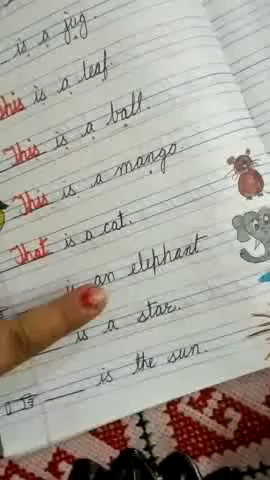 is a jug.
This is a leaf.
This is a ball.
This is a mango.
That is a cat.
is an elephant
is a star.
is the sun.